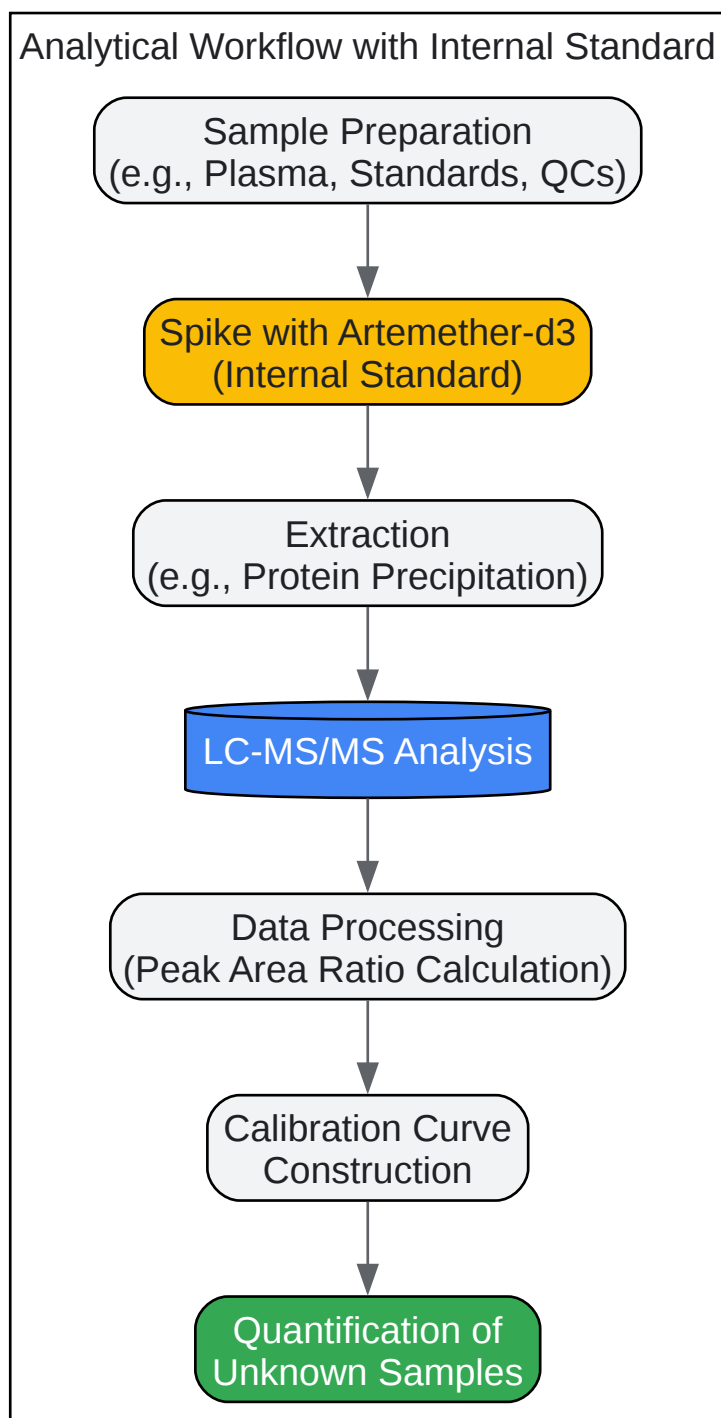 Analytical Workflow with Internal Standard
Sample Preparation
(e.g., Plasma, Standards, QCs)
Spike with Artemether-d3
(Internal Standard)
Extraction
(e.g., Protein Precipitation)
LC-MS/MS Analysis
Data Processing
(Peak Area Ratio Calculation)
Calibration Curve
Construction
Quantification of
Unknown Samples